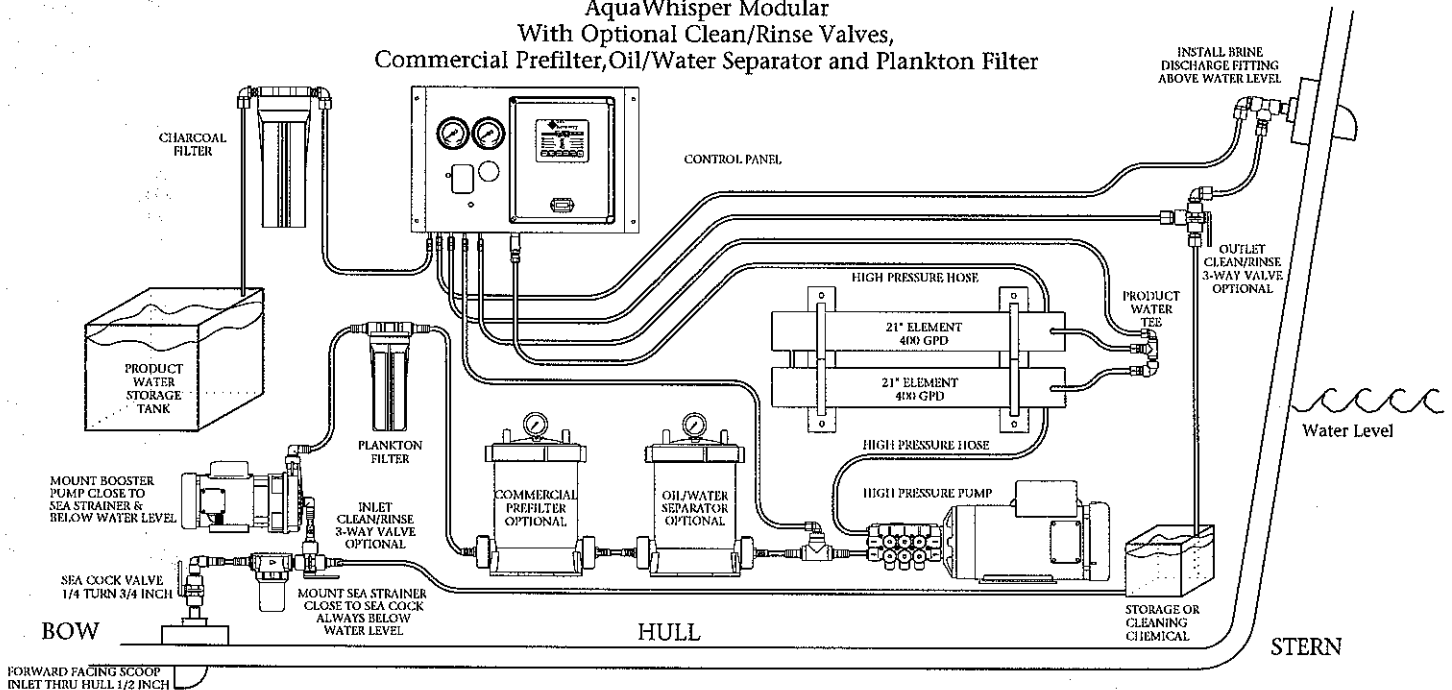 AquaWhisper Modular
With Optional Clean/Rinse Valves,
Commercial Prefilter,Oil/Water Separator and Plankton Filter
INSTALL BRINE
DISCHARGE FITTING
ABOVE WATER LEVEL
CHARCOAL
FILTER
CONTROL PANEL
OUTLET
CLEAN/RINSE
3-WAY VALVE
OPTIONAL
HIGH PRESSURE HOSE
PRODUCT
WATER
TEE
21" ELEMENT
400 GPD
21" ELEMENT
400 GPD
PRODUCT
WATER
STORAGE
TANK
Water Level
PLANKTON
FILTER
HIGH PRESSURE HOSE
MOUNT BOOSTER
PUMP CLOSE TO
SEA STRAINER &
BELOW WATER LEVEL
INLET
CLEAN/RINSE
3-WAY VALVE
OPTIONAL
COMMERCIAL
PREFILTER
OPTIONAL
OIL/WATER
SEPARATOR
OPTIONAL
HIGH PRESSURE PUMP
SEA COCK VALVE
1/4 TURN 3/4 INCH
MOUNT SEA STRAINER
CLOSE TO SEA COCK
ALWAYS BELOW
WATER LEVEL
STORAGE OR
CLEANING
CHEMICAL
BOW
HULL
STERN
FORWARD FACING SCOOP
INLET THRU HULL 1/2 INCH